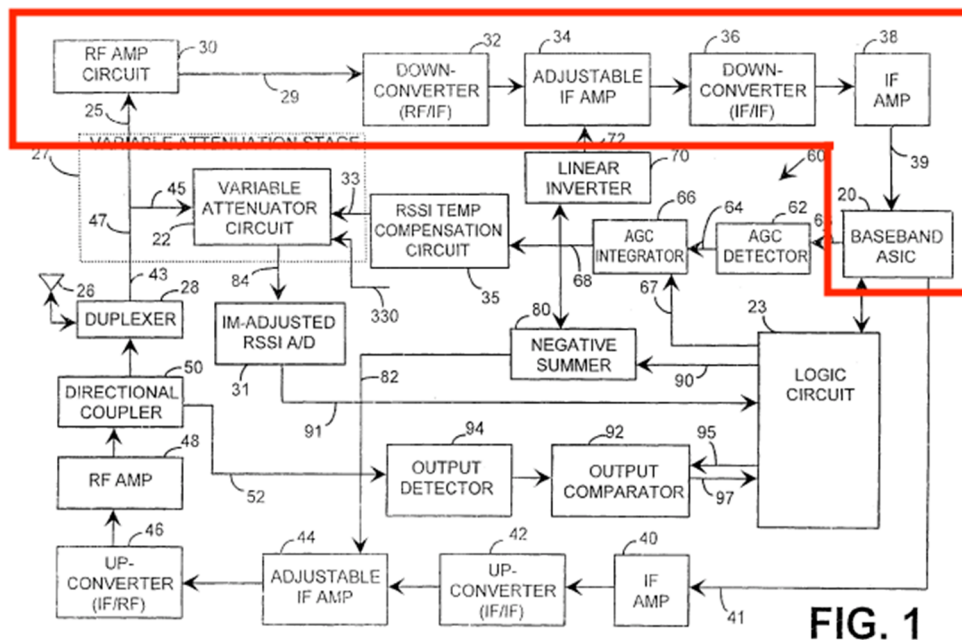 30
32
34
36
38
RF AMP
CIRCUIT
DOWN-
CONVERTER
(RF/IF)
ADJUSTABLE
IF AMP
DOWN-
CONVERTER
(IF/IF)
IF
AMP
25
29
72
39
VARIABLE ATTENUATION STAGE
27
45
47
VARIABLE
ATTENUATOR
CIRCUIT
22
33
RSSI TEMP
COMPENSATION
CIRCUIT
35
LINEAR
INVERTER
70
60
66
AGC
INTEGRATOR
64
62
AGC
DETECTOR
20
BASEBAND
ASIC
68
67
26
43
28
DUPLEXER
84
330
IM-ADJUSTED
RSSI A/D
31
80
NEGATIVE
SUMMER
82
90
23
LOGIC
CIRCUIT
50
DIRECTIONAL
COUPLER
91
48
RF AMP
52
94
OUTPUT
DETECTOR
92
OUTPUT
COMPARATOR
95
97
46
UP-
CONVERTER
(IF/RF)
44
ADJUSTABLE
IF AMP
42
UP-
CONVERTER
(IF/IF)
40
IF
AMP
41
FIG. 1